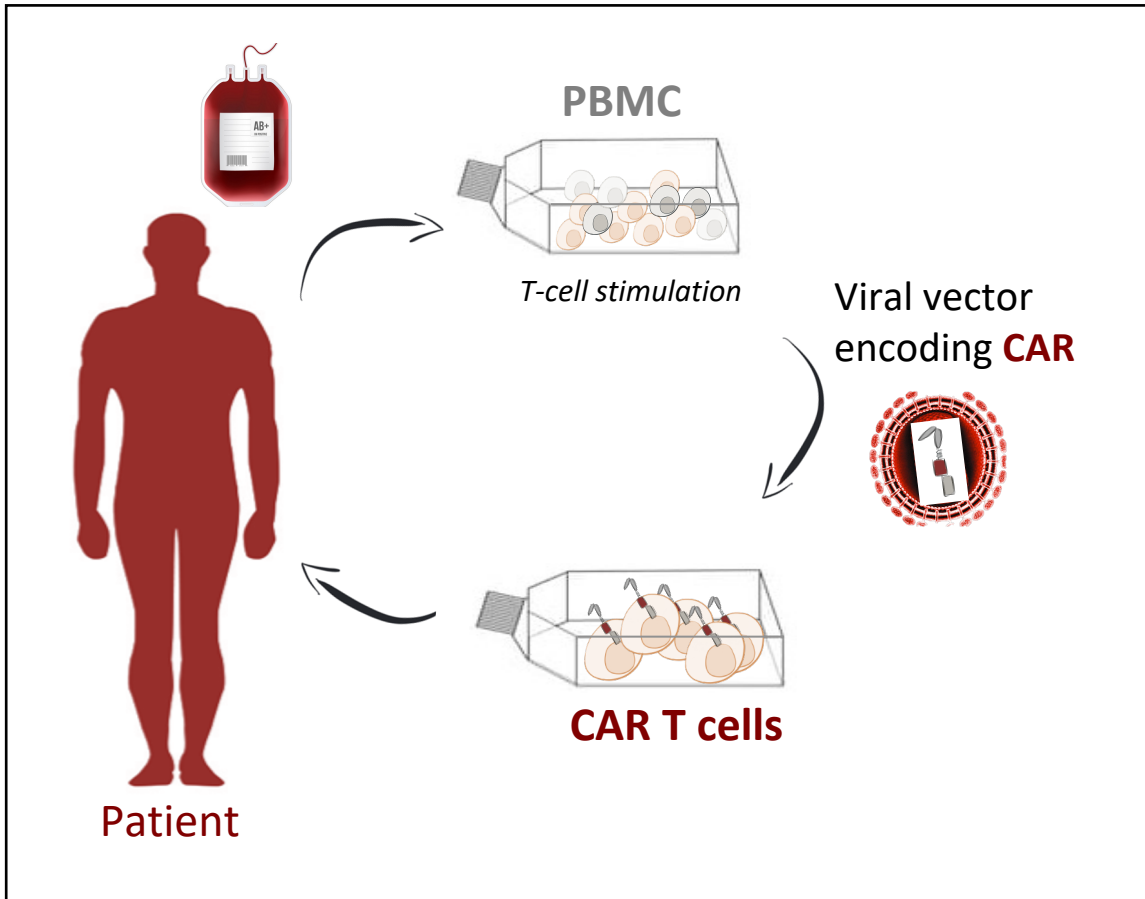 AB+
PBMC
T-cell stimulation
Viral vector
encoding CAR
CAR T cells
Patient